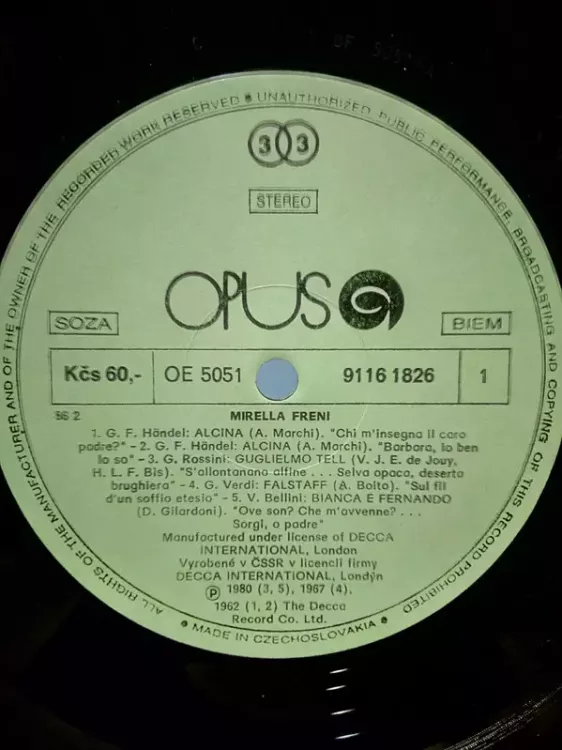 ALL RIGHTS OF THE MANUFACTURER AND OF THE OWNER OF THE RECORDER WORK RESERVED • UNAUTHORIZED PUBLIC PERFORMANCE, BROADCASTING AND COPYING OF THIS RECORD PROHIBITED
33
STEREO
OPUS
SOZA
BIEM
Kčs 60,- OE 5051 9116 1826 1
56 2
MIRELLA FRENI
1. G. F. Händel: ALCINA (A. Marchi). "Chi m'insegna il caro
padre?" – 2. G. F. Händel: ALCINA (A. Marchi). "Barbara, lo ben
lo so" – 3. G. Rossini: GUGLIELMO TELL (V. J. E. de Jouy,
H. L. F. Bis). "S'allontanano alfine . . . Selva opaca, deserta
brughiera" – 4. G. Verdi: FALSTAFF (A. Boito). "Sul fil
d'un soffio etesio" – 5. V. Bellini: BIANCA E FERNANDO
(D. Gilardoni). "Ove son? Che m'avvenne? . . .
Sorgi, o padre"
Manufactured under license of DECCA
INTERNATIONAL, London
Vyrobené v ČSSR v licencii firmy
DECCA INTERNATIONAL, Londýn
Ⓟ 1980 (3, 5), 1967 (4),
1962 (1, 2) The Decca
Record Co. Ltd.
• MADE IN CZECHOSLOVAKIA •